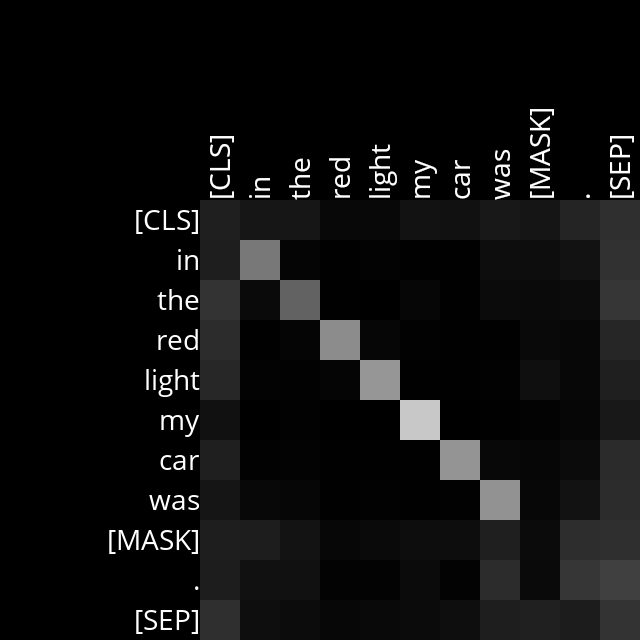 [CLS] in the red light my car was [MASK] . [SEP]
[CLS]
in
the
red
light
my
car
was
[MASK]
.
[SEP]